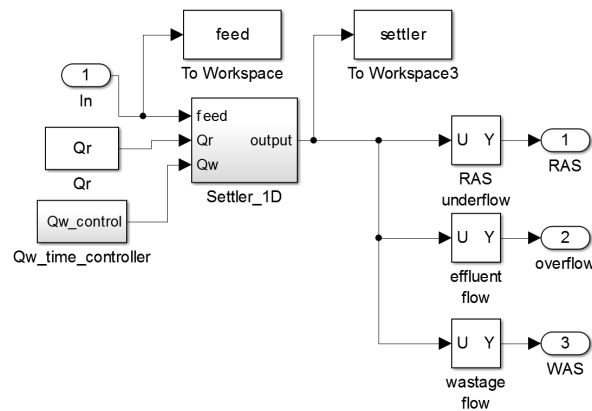 feed
To Workspace
settler
To Workspace3
1
In
feed
Qr
Qw
output
Settler_1D
Qr
Qr
Qw_control
Qw_time_controller
U Y
RAS
underflow
1
RAS
U Y
effluent
flow
2
overflow
U Y
wastage
flow
3
WAS